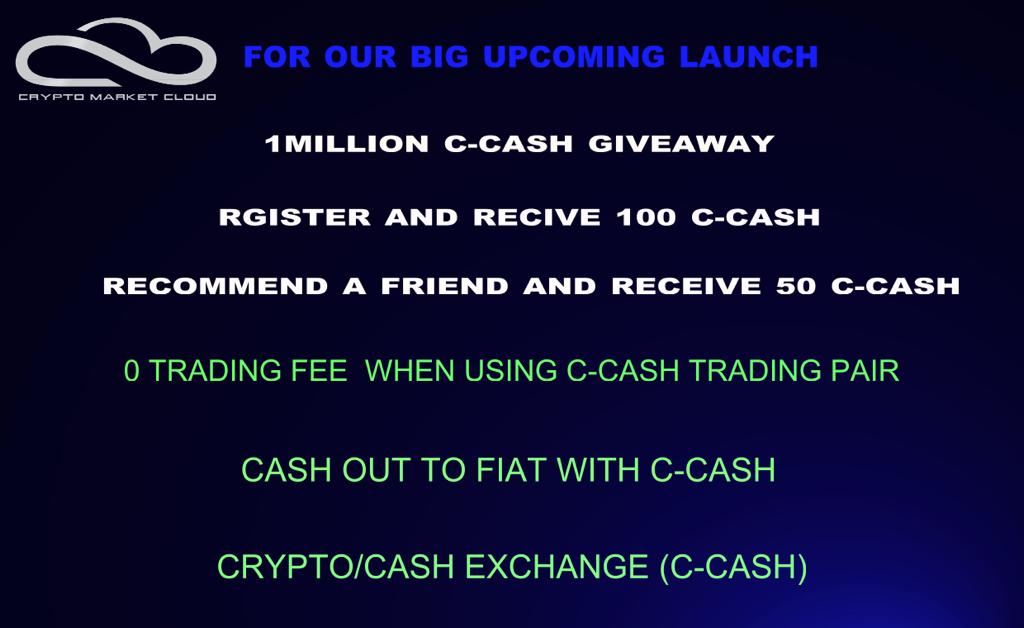 CRYPTO MARKET CLOUD
FOR OUR BIG UPCOMING LAUNCH
1MILLION C-CASH GIVEAWAY
RGISTER AND RECIVE 100 C-CASH
RECOMMEND A FRIEND AND RECEIVE 50 C-CASH
0 TRADING FEE WHEN USING C-CASH TRADING PAIR
CASH OUT TO FIAT WITH C-CASH
CRYPTO/CASH EXCHANGE (C-CASH)